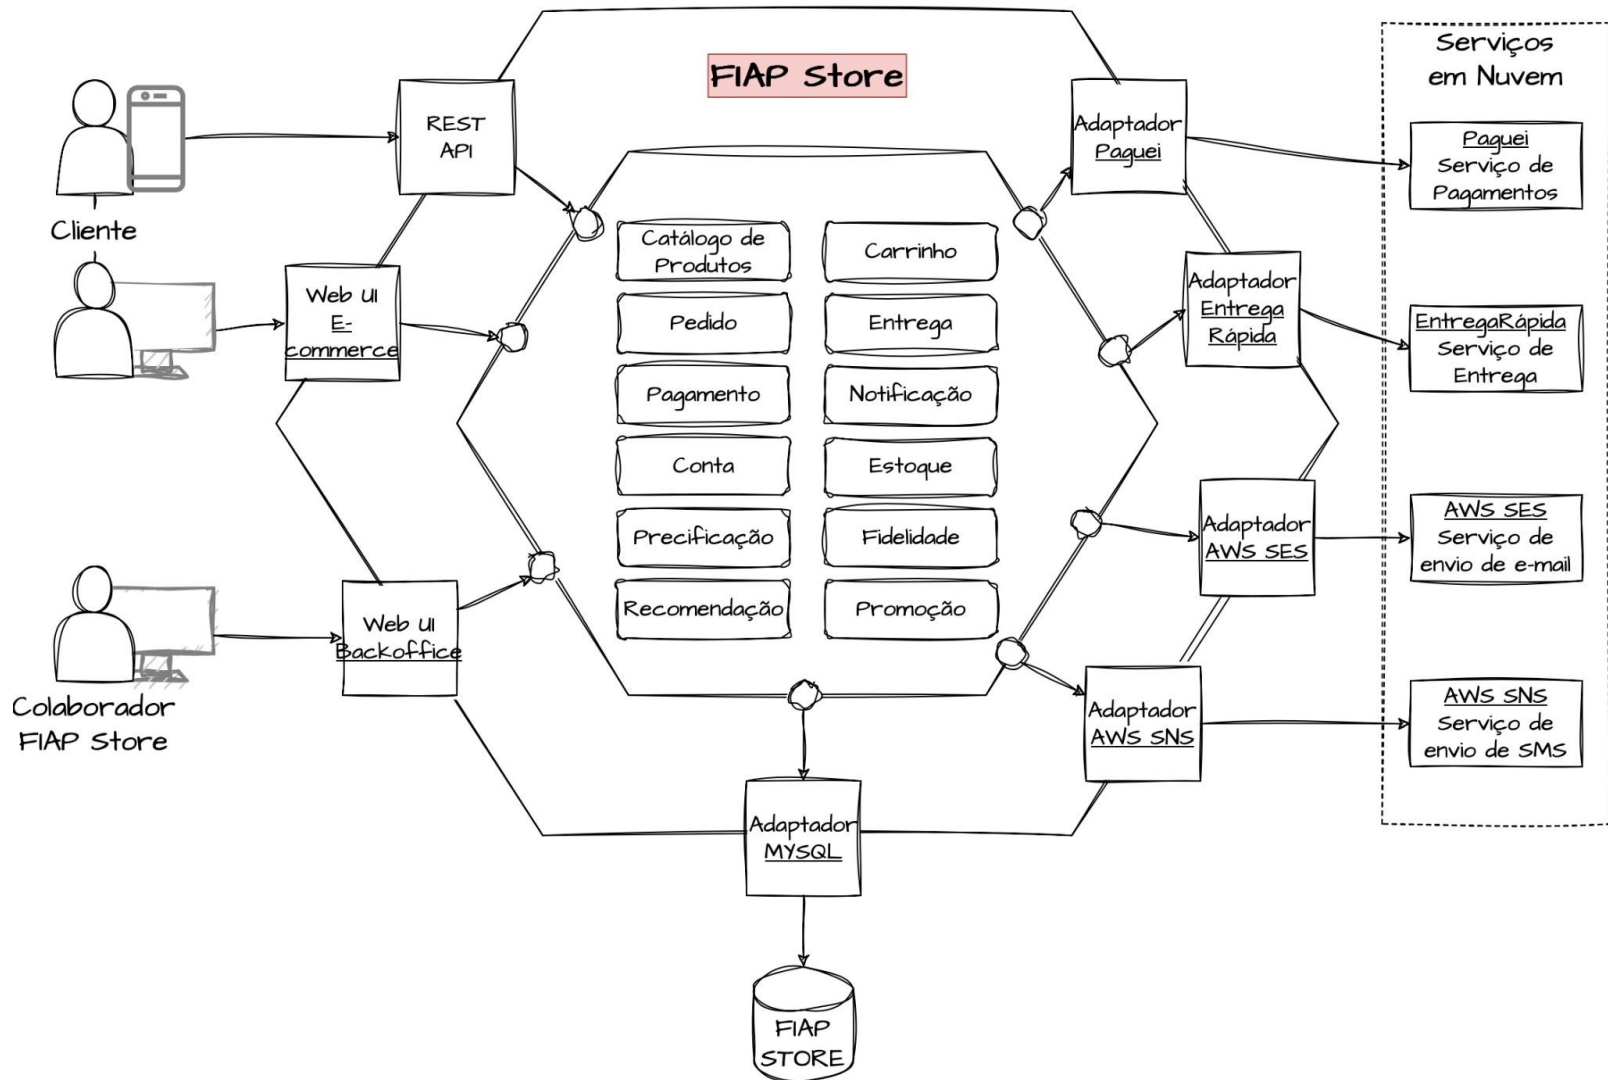 FIAP Store
Serviços
em Nuvem
Cliente
Colaborador
FIAP Store
REST
API
Web UI
E-
commerce
Web UI
Backoffice
Catálogo de
Produtos
Carrinho
Pedido
Entrega
Pagamento
Notificação
Conta
Estoque
Precificação
Fidelidade
Recomendação
Promoção
Adaptador
Paguei
Adaptador
Entrega
Rápida
Adaptador
AWS SES
Adaptador
AWS SNS
Adaptador
MYSQL
FIAP
STORE
Paguei
Serviço de
Pagamentos
EntregaRápida
Serviço de
Entrega
AWS SES
Serviço de
envio de e-mail
AWS SNS
Serviço de
envio de SMS